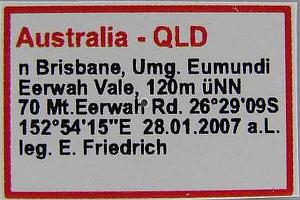 Australia - QLD
n Brisbane, Umg. Eumundi
Eerwah Vale, 120m üNN
70 Mt.Eerwah Rd. 26°29'09S
152°54'15"E  28.01.2007 a.L.
leg. E. Friedrich